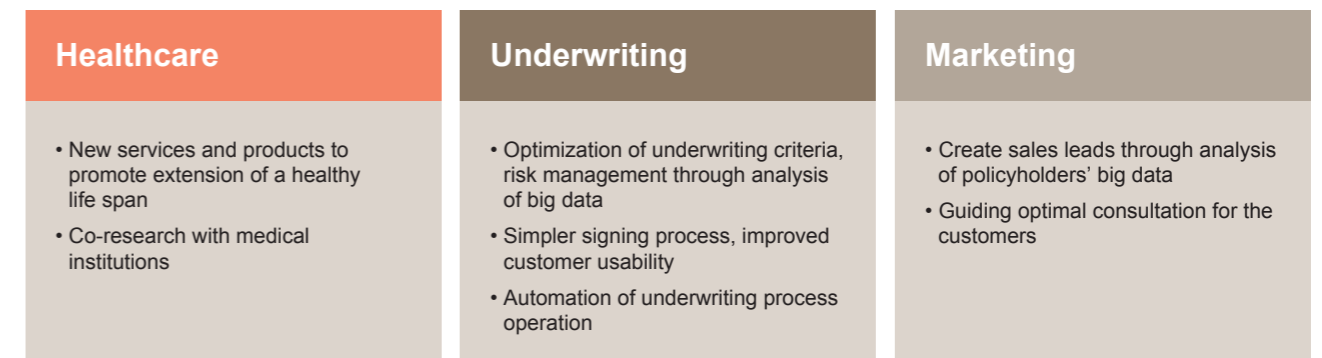 Healthcare
• New services and products to
promote extension of a healthy
life span
• Co-research with medical
institutions
Underwriting
• Optimization of underwriting criteria,
risk management through analysis
of big data
• Simpler signing process, improved
customer usability
• Automation of underwriting process
operation
Marketing
• Create sales leads through analysis
of policyholders’ big data
• Guiding optimal consultation for the
customers